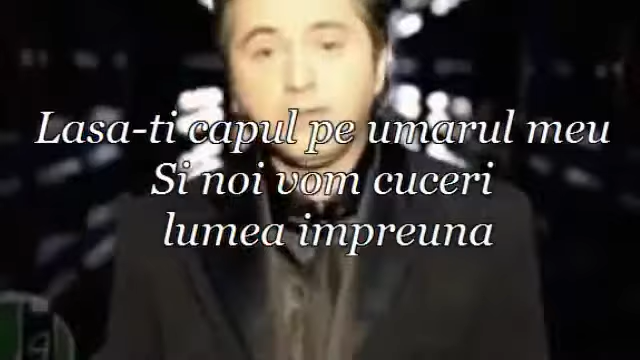 Lasa-ti capul pe umarul meu
Si noi vom cuceri
lumea impreuna